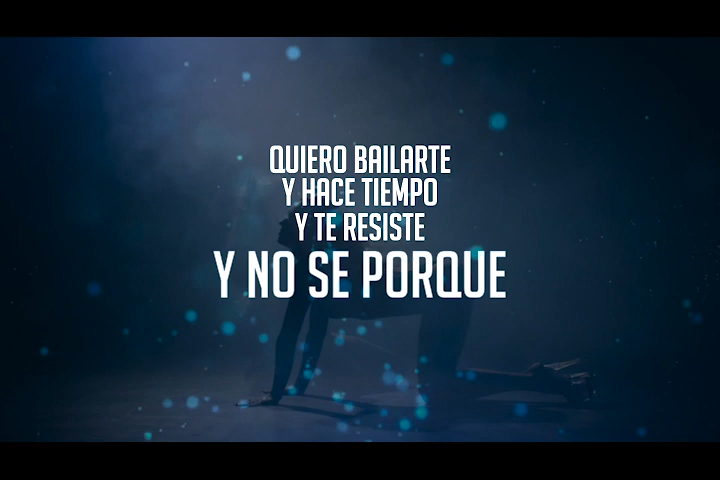 QUIERO BAILARTE
Y HACE TIEMPO
Y TE RESISTE
Y NO SE PORQUE